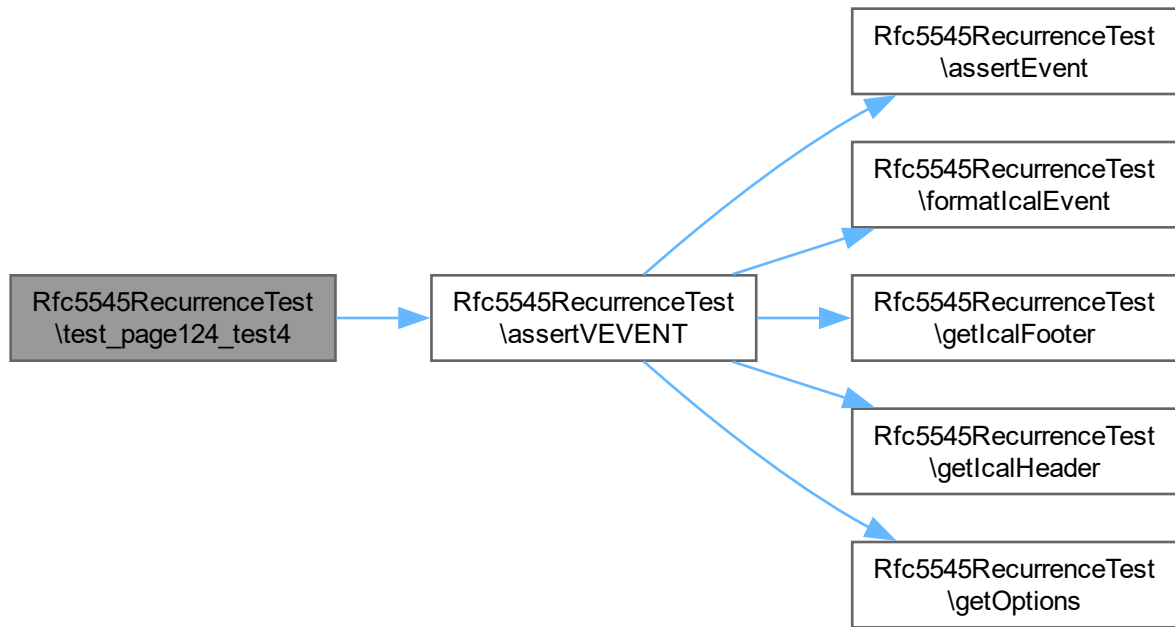 Rfc5545RecurrenceTest
\test_page124_test4
Rfc5545RecurrenceTest
\assertVEVENT
Rfc5545RecurrenceTest
\assertEvent
Rfc5545RecurrenceTest
\formatIcalEvent
Rfc5545RecurrenceTest
\getIcalFooter
Rfc5545RecurrenceTest
\getIcalHeader
Rfc5545RecurrenceTest
\getOptions